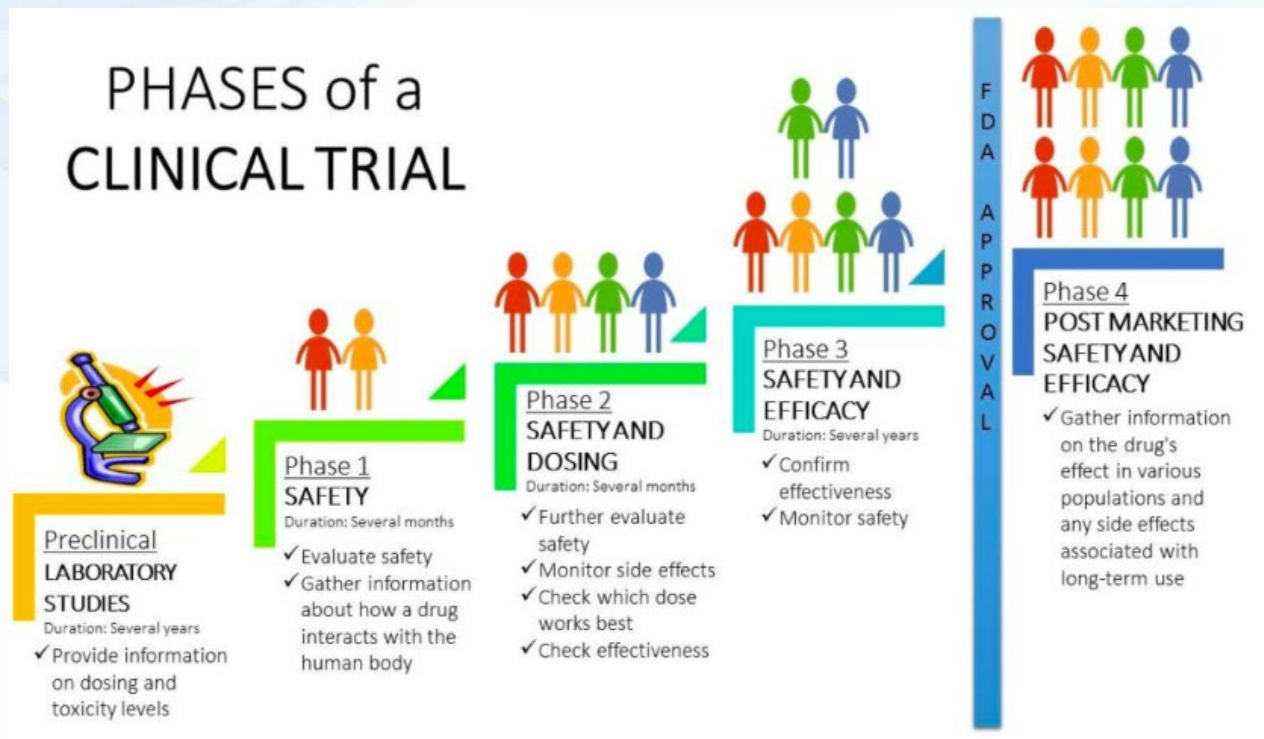 PHASES of a
CLINICAL TRIAL
Preclinical
LABORATORY
STUDIES
Duration: Several years
✓Provide information
on dosing and
toxicity levels
Phase 1
SAFETY
Duration: Several months
✓Evaluate safety
✓Gather information
about how a drug
interacts with the
human body
Phase 2
SAFETY AND
DOSING
Duration: Several months
✓Further evaluate
safety
✓Monitor side effects
✓Check which dose
works best
✓Check effectiveness
Phase 3
SAFETY AND
EFFICACY
Duration: Several years
✓Confirm
effectiveness
✓Monitor safety
FDA APPROVAL
Phase 4
POST MARKETING
SAFETY AND
EFFICACY
✓Gather information
on the drug's
effect in various
populations and
any side effects
associated with
long-term use